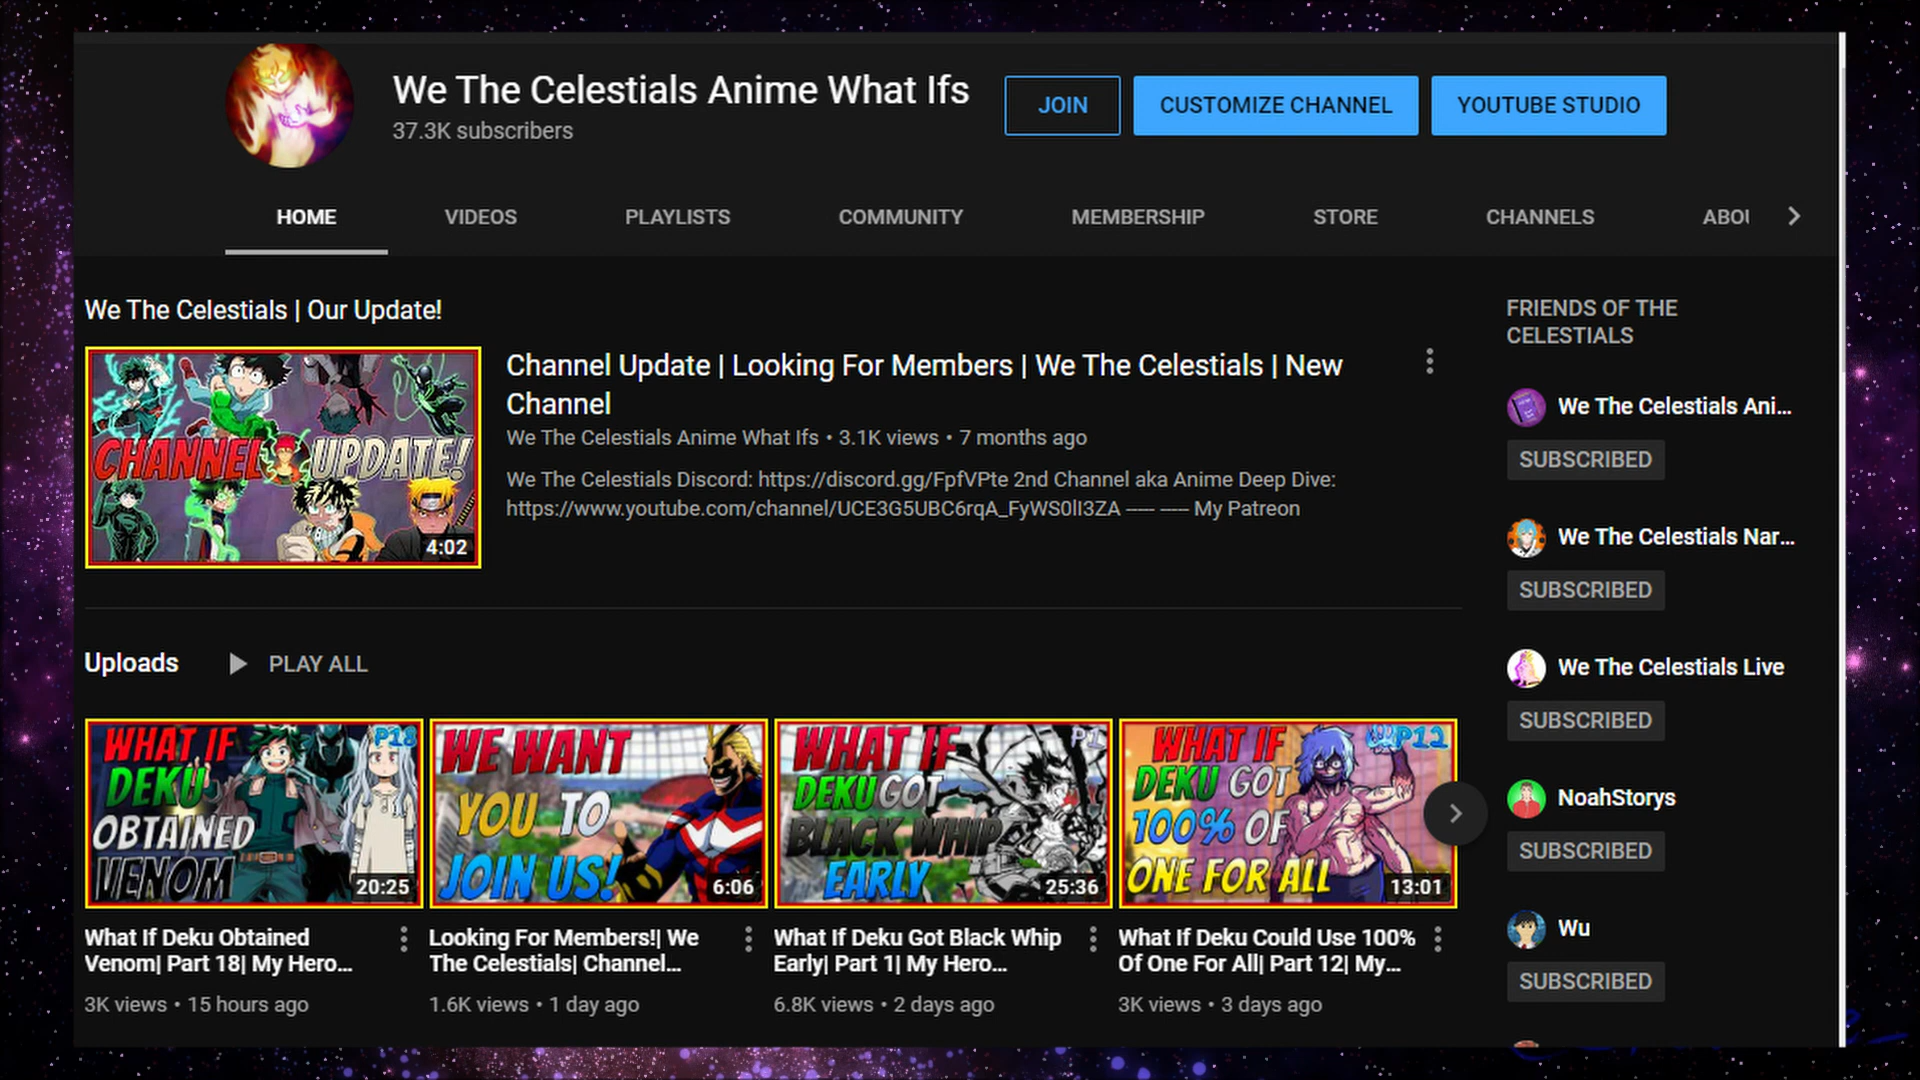 We The Celestials Anime What Ifs
37.3K subscribers
JOIN
CUSTOMIZE CHANNEL
YOUTUBE STUDIO
HOME
VIDEOS
PLAYLISTS
COMMUNITY
MEMBERSHIP
STORE
CHANNELS
ABOU
We The Celestials | Our Update!
CHANNEL UPDATE!
4:02
Channel Update | Looking For Members | We The Celestials | New
Channel
We The Celestials Anime What Ifs • 3.1K views • 7 months ago
We The Celestials Discord: https://discord.gg/FpfVPte 2nd Channel aka Anime Deep Dive:
https://www.youtube.com/channel/UCE3G5UBC6rqA_FyWS0lI3ZA ----- ----- My Patreon
Uploads
PLAY ALL
WHAT IF
P18
DEKU
OBTAINED
VENOM
20:25
What If Deku Obtained
Venom| Part 18| My Hero...
3K views • 15 hours ago
WE WANT
YOU TO
JOIN US!
6:06
Looking For Members!| We
The Celestials| Channel...
1.6K views • 1 day ago
WHAT IF
P1
DEKU GOT
BLACK WHIP
EARLY
25:36
What If Deku Got Black Whip
Early| Part 1| My Hero...
6.8K views • 2 days ago
WHAT IF
P12
DEKU GOT
100% OF
ONE FOR ALL
13:01
What If Deku Could Use 100%
Of One For All| Part 12| My...
3K views • 3 days ago
FRIENDS OF THE
CELESTIALS
We The Celestials Ani...
SUBSCRIBED
We The Celestials Nar...
SUBSCRIBED
We The Celestials Live
SUBSCRIBED
NoahStorys
SUBSCRIBED
Wu
SUBSCRIBED